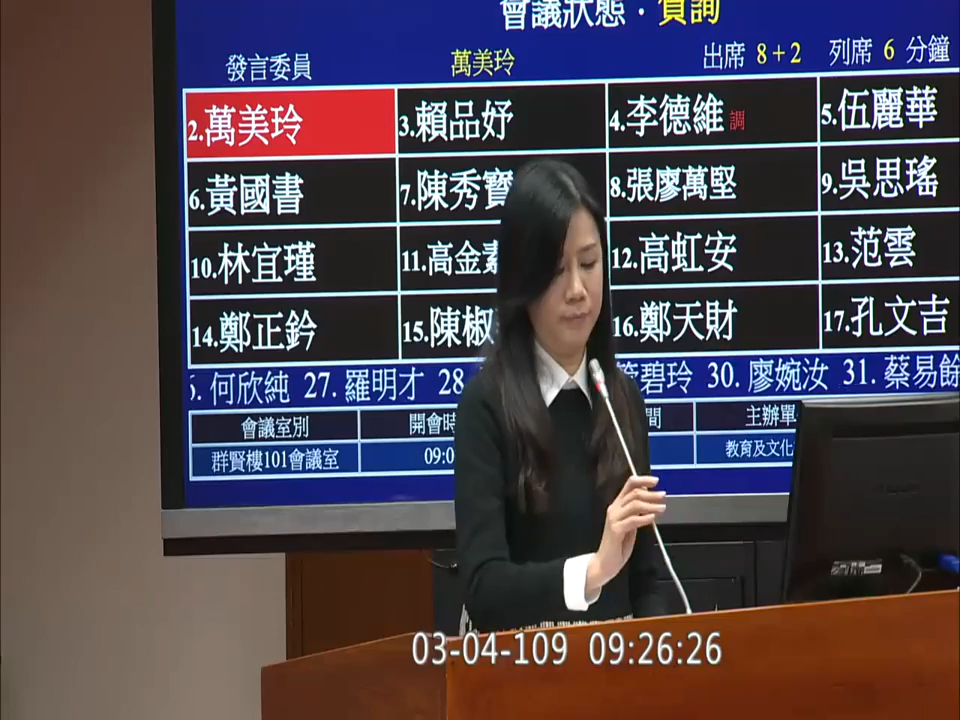 會議狀態：質詢
發言委員 萬美玲 出席 8+2 列席 6 分鐘
2.萬美玲 3.賴品妤 4.李德維 調 5.伍麗華
6.黃國書 7.陳秀寶 8.張廖萬堅 9.吳思瑤
10.林宜瑾 11.高金素 12.高虹安 13.范雲
14.鄭正鈐 15.陳椒 16.鄭天財 17.孔文吉
何欣純 27. 羅明才 28 管碧玲 30. 廖婉汝 31. 蔡易餘
會議室別 開會時 間 主辦單
群賢樓101會議室 09:0 教育及文化
03-04-109 09:26:26